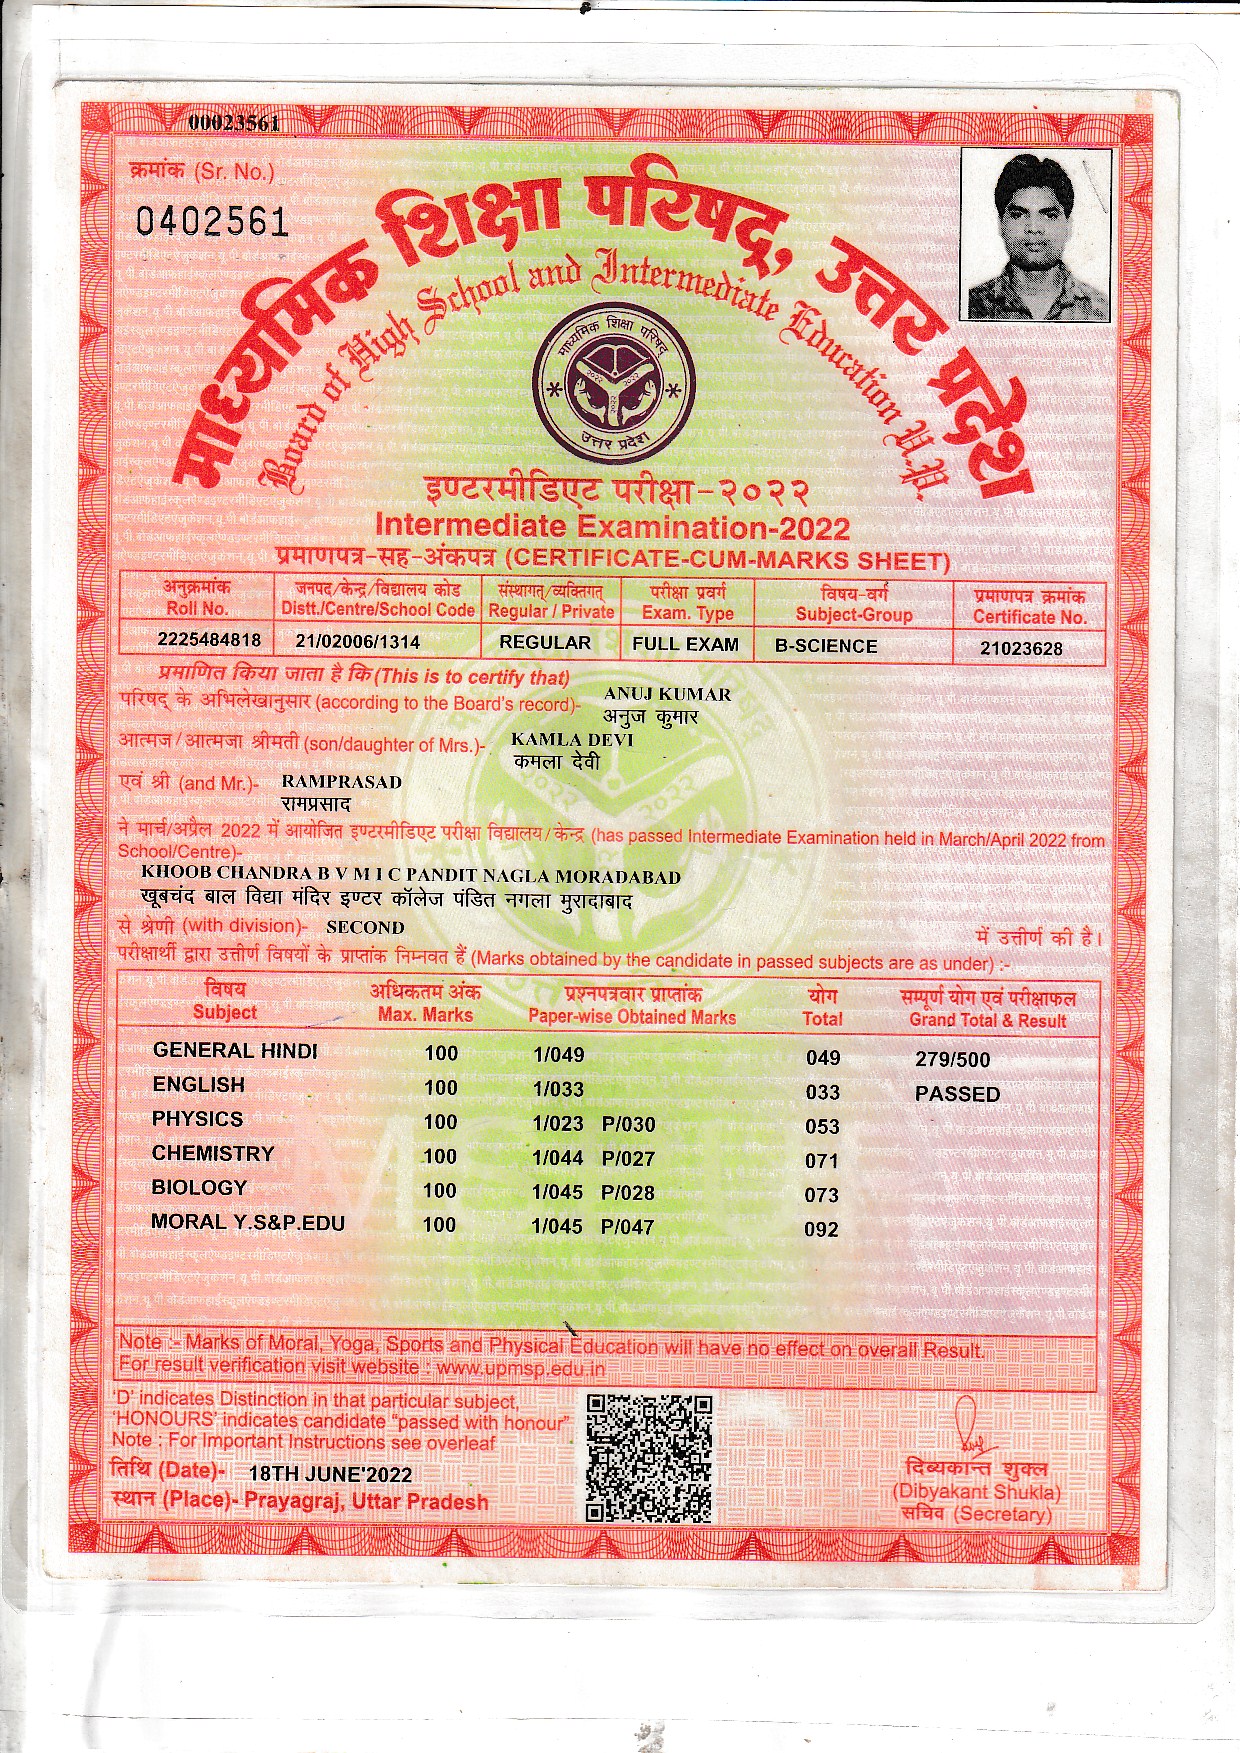 00023561
क्रमांक (Sr. No.)
0402561
माध्यमिक शिक्षा परिषद्, उत्तर प्रदेश
Board of High School and Intermediate Education U.P.
माध्यमिक शिक्षा परिषद्
२०२२ २०२२
२०२२
उत्तर प्रदेश
इण्टरमीडिएट परीक्षा-२०२२
Intermediate Examination-2022
प्रमाणपत्र-सह-अंकपत्र (CERTIFICATE-CUM-MARKS SHEET)
अनुक्रमांक जनपद/केन्द्र/विद्यालय कोड संस्थागत्/व्यक्तिगत् परीक्षा प्रवर्ग विषय-वर्ग प्रमाणपत्र क्रमांक
Roll No. Distt./Centre/School Code Regular / Private Exam. Type Subject-Group Certificate No.
2225484818 21/02006/1314 REGULAR FULL EXAM B-SCIENCE 21023628
प्रमाणित किया जाता है कि (This is to certify that)
परिषद् के अभिलेखानुसार (according to the Board's record)- ANUJ KUMAR
अनुज कुमार
आत्मज/आत्मजा श्रीमती (son/daughter of Mrs.)- KAMLA DEVI
कमला देवी
एवं श्री (and Mr.)- RAMPRASAD
रामप्रसाद
ने मार्च/अप्रैल 2022 में आयोजित इण्टरमीडिएट परीक्षा विद्यालय/केन्द्र (has passed Intermediate Examination held in March/April 2022 from
School/Centre)-
KHOOB CHANDRA B V M I C PANDIT NAGLA MORADABAD
खूबचंद बाल विद्या मंदिर इण्टर कॉलेज पंडित नगला मुरादाबाद
से श्रेणी (with division)- SECOND में उत्तीर्ण की है।
परीक्षार्थी द्वारा उत्तीर्ण विषयों के प्राप्तांक निम्नवत हैं (Marks obtained by the candidate in passed subjects are as under) :-
विषय अधिकतम अंक प्रश्नपत्रवार प्राप्तांक योग सम्पूर्ण योग एवं परीक्षाफल
Subject Max. Marks Paper-wise Obtained Marks Total Grand Total & Result
GENERAL HINDI 100 1/049 049 279/500
ENGLISH 100 1/033 033 PASSED
PHYSICS 100 1/023 P/030 053
CHEMISTRY 100 1/044 P/027 071
BIOLOGY 100 1/045 P/028 073
MORAL Y.S&P.EDU 100 1/045 P/047 092
Note :- Marks of Moral, Yoga, Sports and Physical Education will have no effect on overall Result.
For result verification visit website : www.upmsp.edu.in
'D' indicates Distinction in that particular subject,
'HONOURS' indicates candidate "passed with honour"
Note : For Important Instructions see overleaf
तिथि (Date)- 18TH JUNE'2022
स्थान (Place)- Prayagraj, Uttar Pradesh
दिब्यकान्त शुक्ल
(Dibyakant Shukla)
सचिव (Secretary)